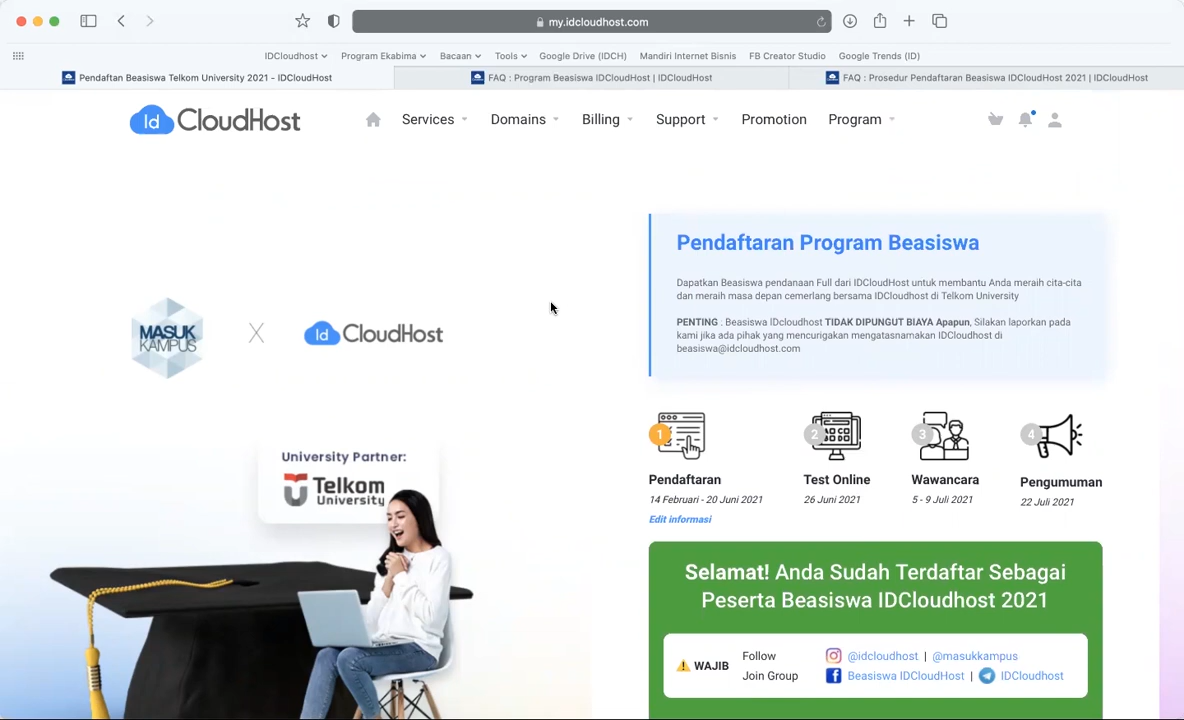 my.idcloudhost.com
IDCloudhost
Program Ekabima
Bacaan
Tools
Google Drive (IDCH)
Mandiri Internet Bisnis
FB Creator Studio
Google Trends (ID)
Pendaftan Beasiswa Telkom University 2021 - IDCloudHost
FAQ : Program Beasiswa IDCloudHost | IDCloudHost
FAQ : Prosedur Pendaftaran Beasiswa IDCloudHost 2021 | IDCloudHost
Id CloudHost
Services
Domains
Billing
Support
Promotion
Program
Pendaftaran Program Beasiswa
Dapatkan Beasiswa pendanaan Full dari IDCloudHost untuk membantu Anda meraih cita-cita
dan meraih masa depan cemerlang bersama IDCloudhost di Telkom University
PENTING : Beasiswa IDcloudhost TIDAK DIPUNGUT BIAYA Apapun, Silakan laporkan pada
kami jika ada pihak yang mencurigakan mengatasnamakan IDCloudhost di
beasiswa@idcloudhost.com
MASUK
KAMPUS
X
Id CloudHost
University Partner:
Telkom
University
1
2
3
4
Pendaftaran
14 Februari - 20 Juni 2021
Edit informasi
Test Online
26 Juni 2021
Wawancara
5 - 9 Juli 2021
Pengumuman
22 Juli 2021
Selamat! Anda Sudah Terdaftar Sebagai
Peserta Beasiswa IDCloudhost 2021
WAJIB
Follow
@idcloudhost | @masukkampus
Join Group
Beasiswa IDCloudHost | IDCloudhost